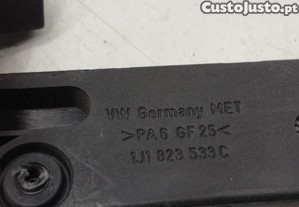 CustoJusto.pt
VW Germany MET
>PA6 GF25<
1J1 823 533 C